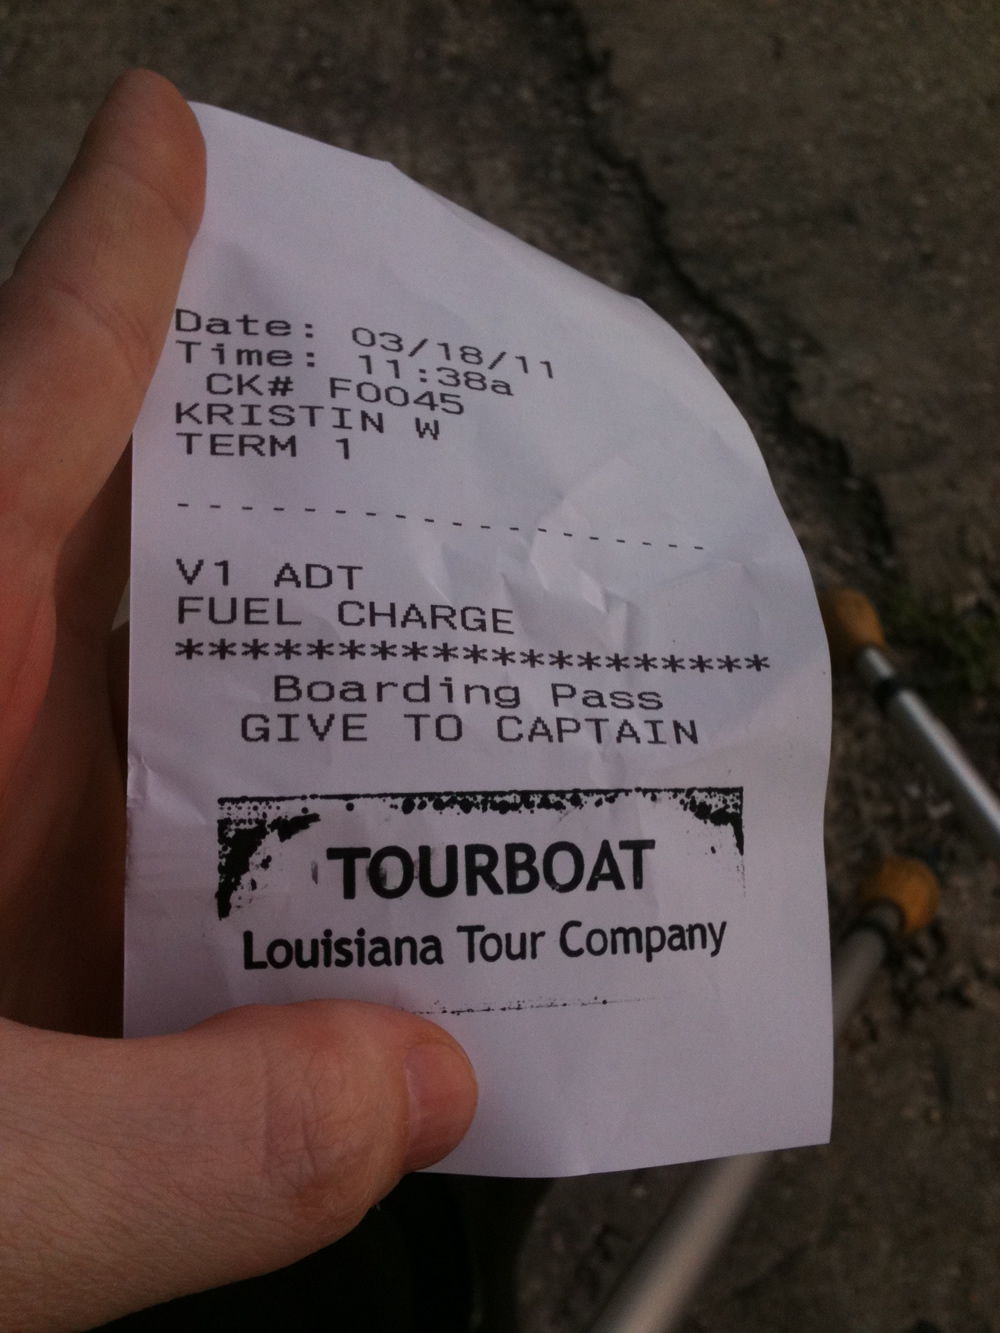 Date: 03/18/11
Time: 11:38a
CK# F0045
KRISTIN W
TERM 1
- - - - - - - - - - - - - - - - - -
V1 ADT
FUEL CHARGE
*******************
Boarding Pass
GIVE TO CAPTAIN
TOURBOAT
Louisiana Tour Company